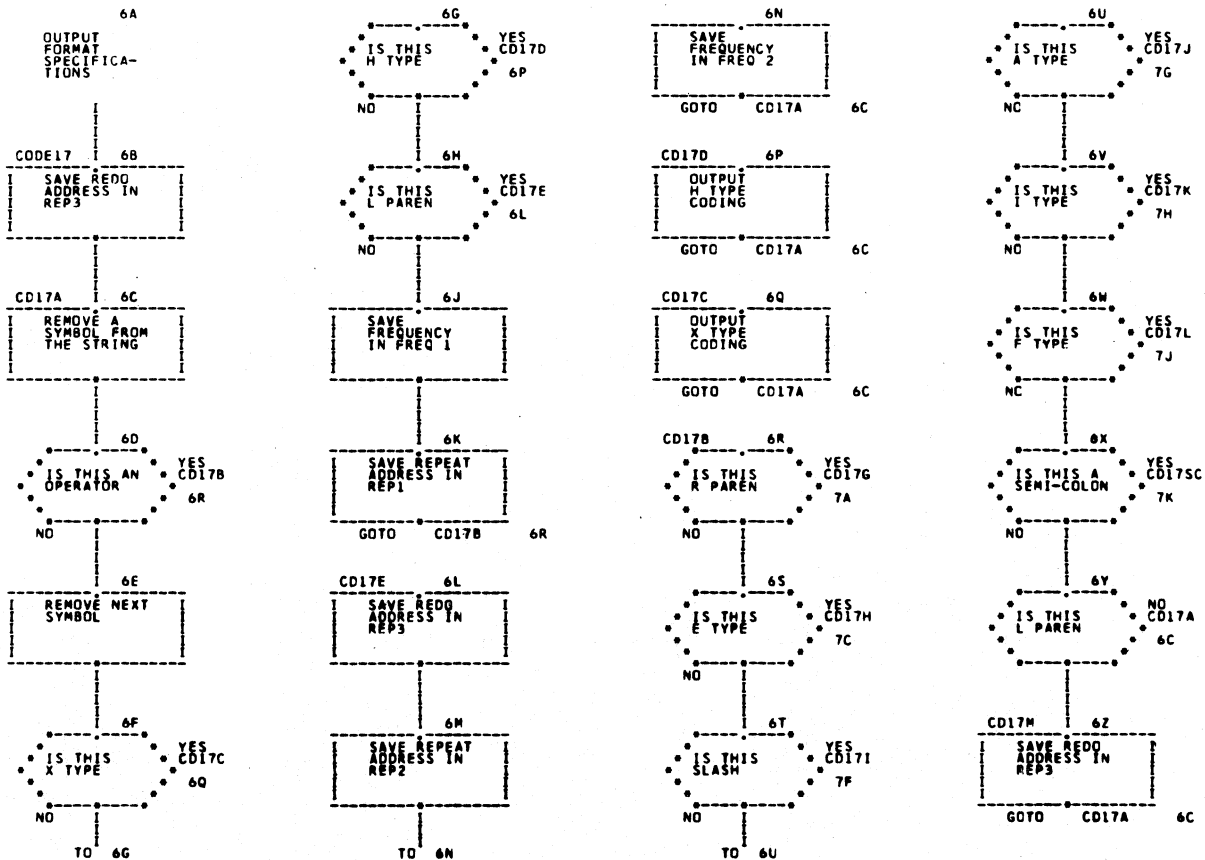 6A
OUTPUT
FORMAT
SPECIFICA-
TIONS
CODE17 6B
SAVE REDO
ADDRESS IN
REP3
CD17A 6C
REMOVE A
SYMBOL FROM
THE STRING
6D
IS THIS AN
OPERATOR
YES
CD17B
6R
NO
6E
REMOVE NEXT
SYMBOL
6F
IS THIS
X TYPE
YES
CD17C
6Q
NO
TO 6G
6G
IS THIS
H TYPE
YES
CD17D
6P
NO
6H
IS THIS
L PAREN
YES
CD17E
6L
NO
6J
SAVE
FREQUENCY
IN FREQ 1
6K
SAVE REPEAT
ADDRESS IN
REP1
GOTO CD17B 6R
CD17E 6L
SAVE REDO
ADDRESS IN
REP3
6M
SAVE REPEAT
ADDRESS IN
REP2
TO 6N
6N
SAVE
FREQUENCY
IN FREQ 2
GOTO CD17A 6C
CD17D 6P
OUTPUT
H TYPE
CODING
GOTO CD17A 6C
CD17C 6Q
OUTPUT
X TYPE
CODING
GOTO CD17A 6C
CD17B 6R
IS THIS
R PAREN
YES
CD17G
7A
NO
6S
IS THIS
E TYPE
YES
CD17H
7C
NO
6T
IS THIS
SLASH
YES
CD17I
7F
NO
TO 6U
6U
IS THIS
A TYPE
YES
CD17J
7G
NO
6V
IS THIS
I TYPE
YES
CD17K
7H
NO
6W
IS THIS
F TYPE
YES
CD17L
7J
NO
8X
IS THIS A
SEMI-COLON
YES
CD17SC
7K
NO
6Y
IS THIS
L PAREN
NO
CD17A
6C
CD17M 6Z
SAVE REDO
ADDRESS IN
REP3
GOTO CD17A 6C